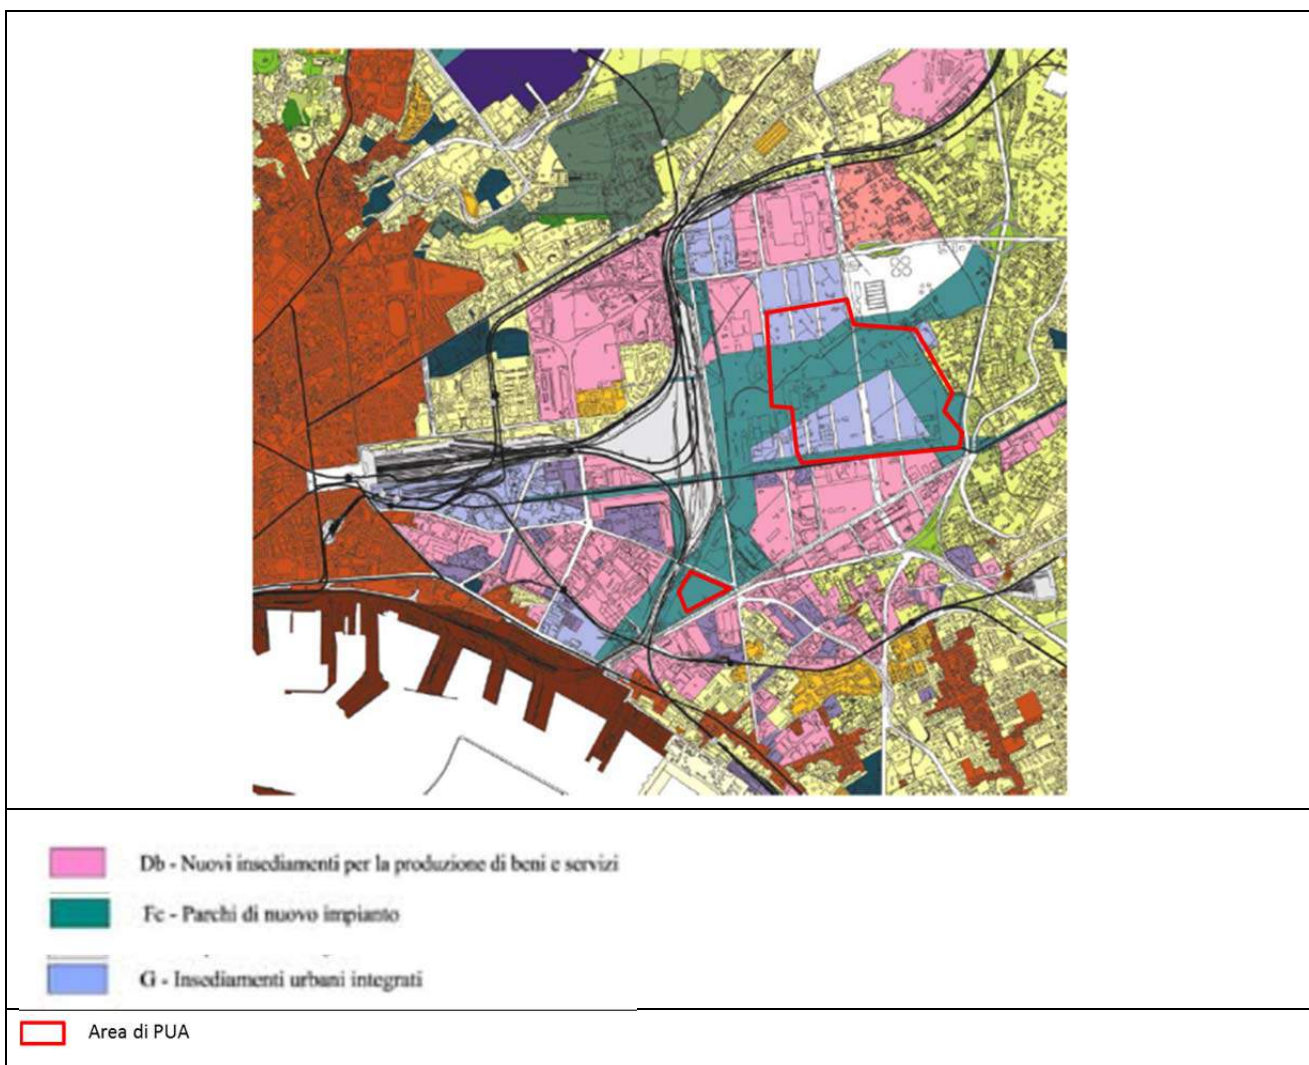 Db - Nuovi insediamenti per la produzione di beni e servizi
Fc - Parchi di nuovo impianto
G - Insediamenti urbani integrati
Area di PUA